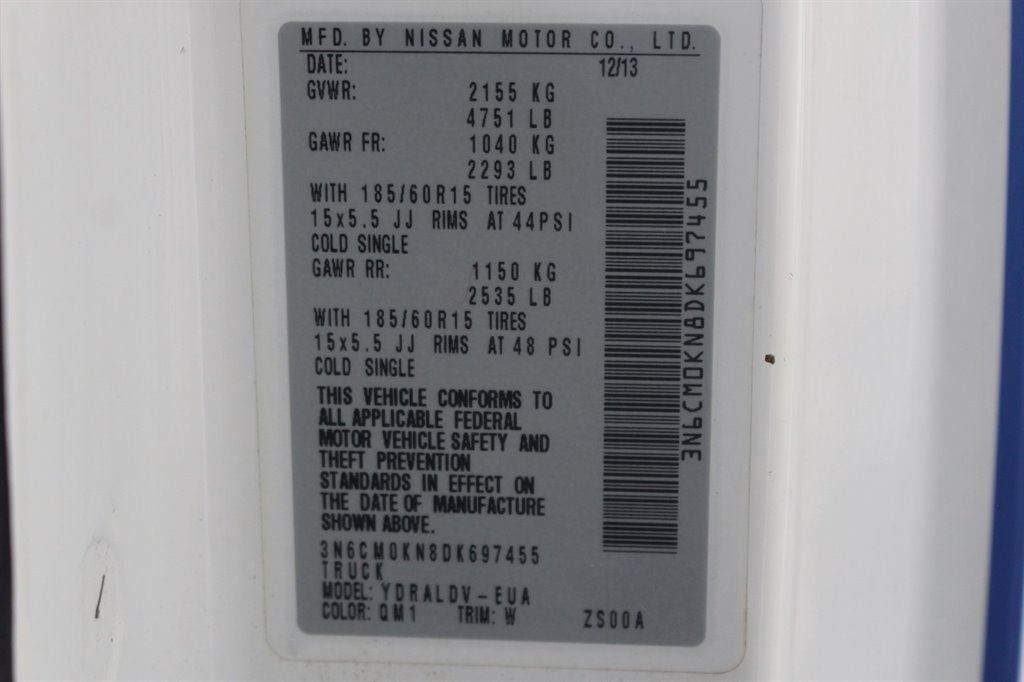 MFD. BY NISSAN MOTOR CO., LTD.
DATE: 12/13
GVWR: 2155 KG
4751 LB
GAWR FR: 1040 KG
2293 LB
WITH 185/60R15 TIRES
15x5.5 JJ RIMS AT 44PSI
COLD SINGLE
GAWR RR: 1150 KG
2535 LB
WITH 185/60R15 TIRES
15x5.5 JJ RIMS AT 48 PSI
COLD SINGLE
THIS VEHICLE CONFORMS TO
ALL APPLICABLE FEDERAL
MOTOR VEHICLE SAFETY AND
THEFT PREVENTION
STANDARDS IN EFFECT ON
THE DATE OF MANUFACTURE
SHOWN ABOVE.
3N6CM0KN8DK697455
TRUCK
MODEL: YDRALDV-EUA
COLOR: QM1 TRIM: W ZS00A
3N6CM0KN8DK697455